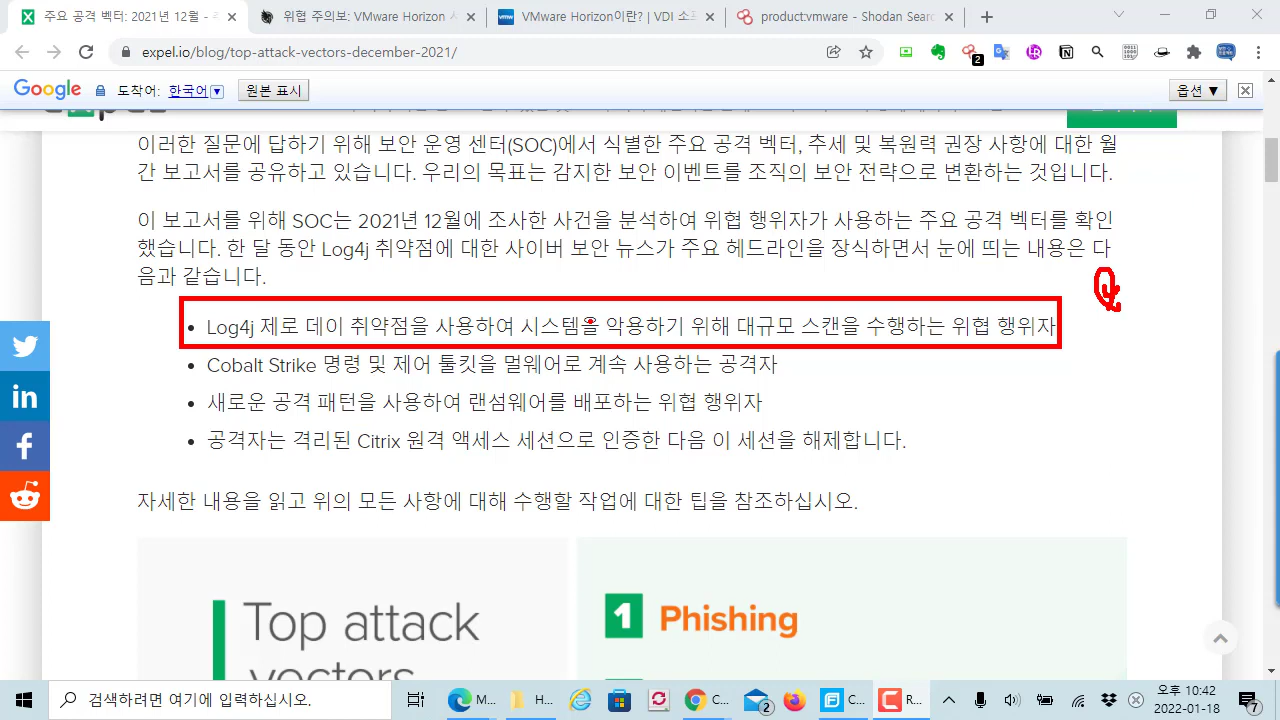 주요 공격 벡터: 2021년 12월 -
위협 주의보: VMware Horizon
VMware Horizon이란? | VDI 소
product:vmware - Shodan Sear
expel.io/blog/top-attack-vectors-december-2021/
2
Google 도착어: 한국어 ▼ 원본 표시 옵션 ▼
이러한 질문에 답하기 위해 보안 운영 센터(SOC)에서 식별한 주요 공격 벡터, 추세 및 복원력 권장 사항에 대한 월
간 보고서를 공유하고 있습니다. 우리의 목표는 감지한 보안 이벤트를 조직의 보안 전략으로 변환하는 것입니다.
이 보고서를 위해 SOC는 2021년 12월에 조사한 사건을 분석하여 위협 행위자가 사용하는 주요 공격 벡터를 확인
했습니다. 한 달 동안 Log4j 취약점에 대한 사이버 보안 뉴스가 주요 헤드라인을 장식하면서 눈에 띄는 내용은 다
음과 같습니다.
• Log4j 제로 데이 취약점을 사용하여 시스템을 악용하기 위해 대규모 스캔을 수행하는 위협 행위자
• Cobalt Strike 명령 및 제어 툴킷을 멀웨어로 계속 사용하는 공격자
• 새로운 공격 패턴을 사용하여 랜섬웨어를 배포하는 위협 행위자
• 공격자는 격리된 Citrix 원격 액세스 세션으로 인증한 다음 이 세션을 해제합니다.
자세한 내용을 읽고 위의 모든 사항에 대해 수행할 작업에 대한 팁을 참조하십시오.
Top attack
vectors
1 Phishing
검색하려면 여기에 입력하십시오.
M...
H...
C...
2
C...
R...
오후 10:42
2022-01-18
7